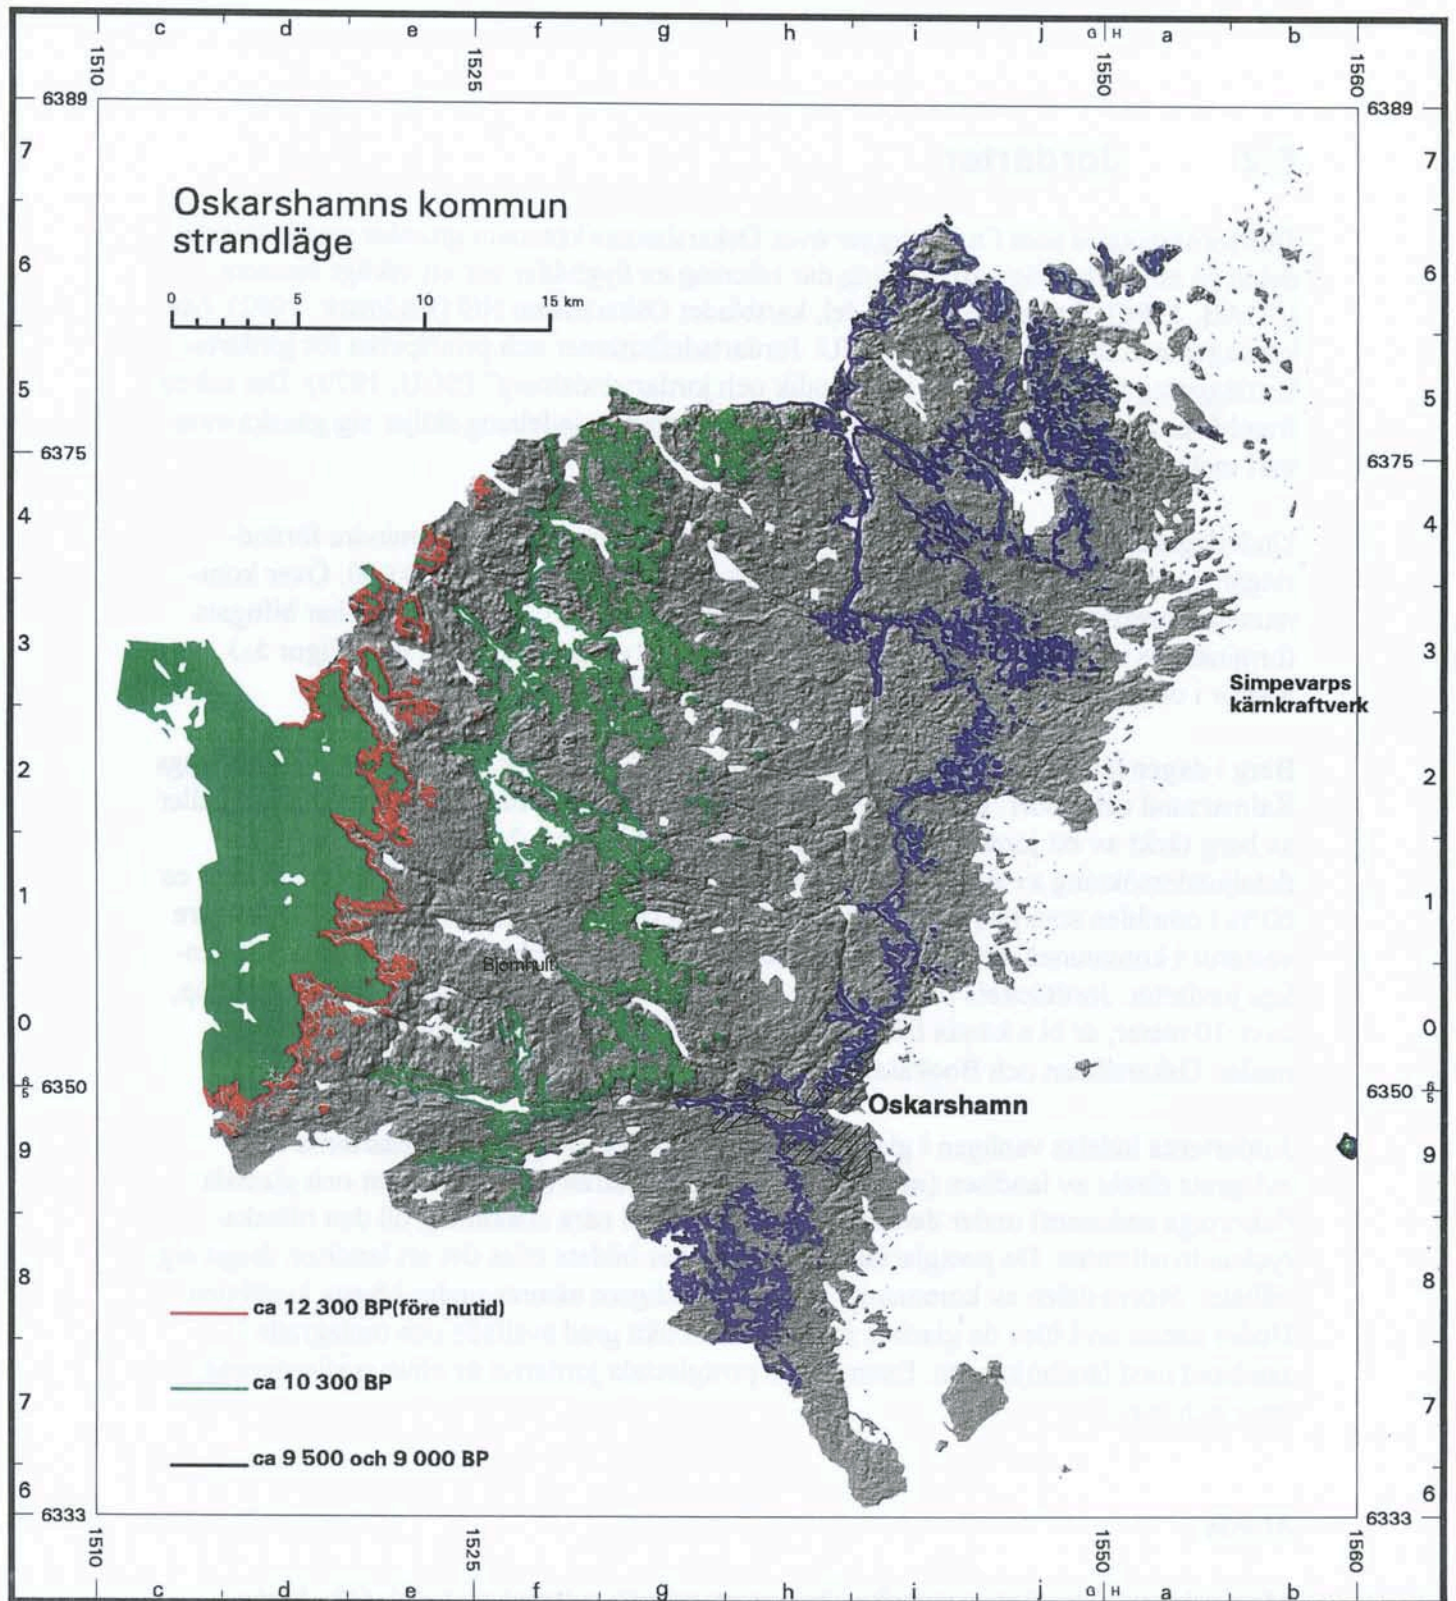 c d e f g h i j G H a b
1510 1525 1550 1560
6389 6389
7 7
Oskarshamns kommun
strandläge
6 6
0 5 10 15 km
5 5
6375 6375
4 4
3 3
Simpevarps
kärnkraftverk
2 2
1 1
Björnhult
0 0
6350 6350
Oskarshamn
9 9
8 8
ca 12 300 BP(före nutid)
ca 10 300 BP
7 7
ca 9 500 och 9 000 BP
6 6
6333 6333
1510 1525 1550 1560
c d e f g h i j G H a b